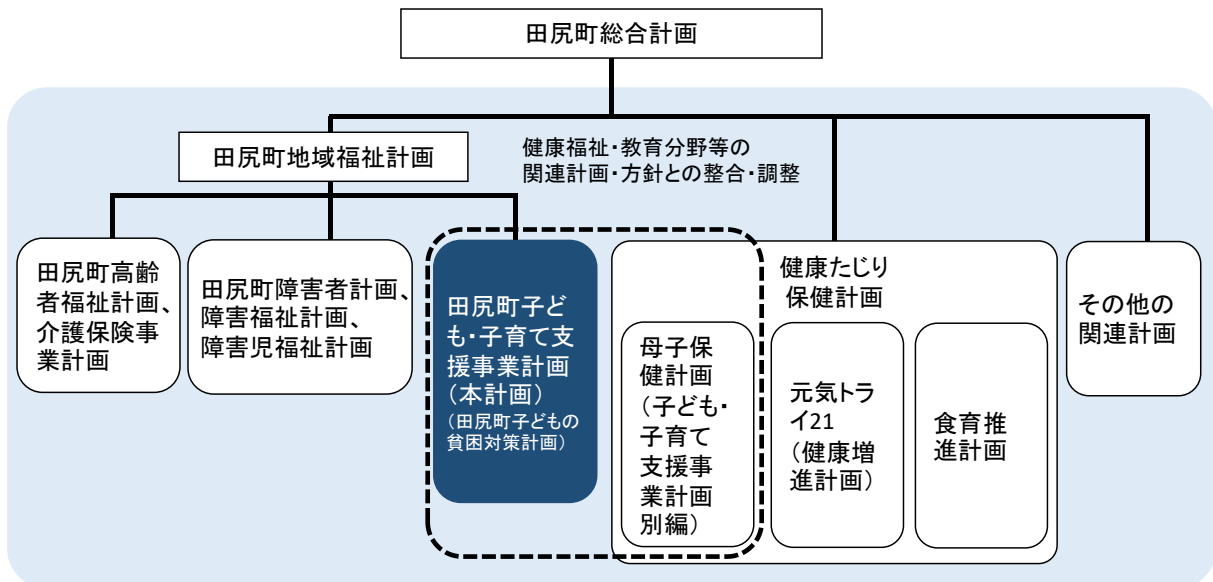 田尻町総合計画
田尻町地域福祉計画
健康福祉・教育分野等の
関連計画・方針との整合・調整
田尻町高齢
者福祉計画、
介護保険事
業計画
田尻町障害者計画、
障害福祉計画、
障害児福祉計画
田尻町子ど
も・子育て支
援事業計画
（本計画）
（田尻町子どもの
貧困対策計画）
健康たじり
保健計画
母子保
健計画
（子ども・
子育て
支援事
業計画
別編）
元気トラ
イ21
（健康増
進計画）
食育推
進計画
その他の
関連計画